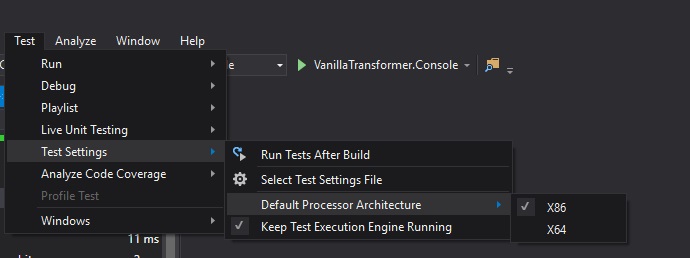 Test Analyze Window Help
Run
VanillaTransformer.Console
Debug
Playlist
Live Unit Testing
Test Settings
Run Tests After Build
Analyze Code Coverage
Select Test Settings File
Profile Test
Default Processor Architecture
X86
Windows
Keep Test Execution Engine Running
X64
11 ms